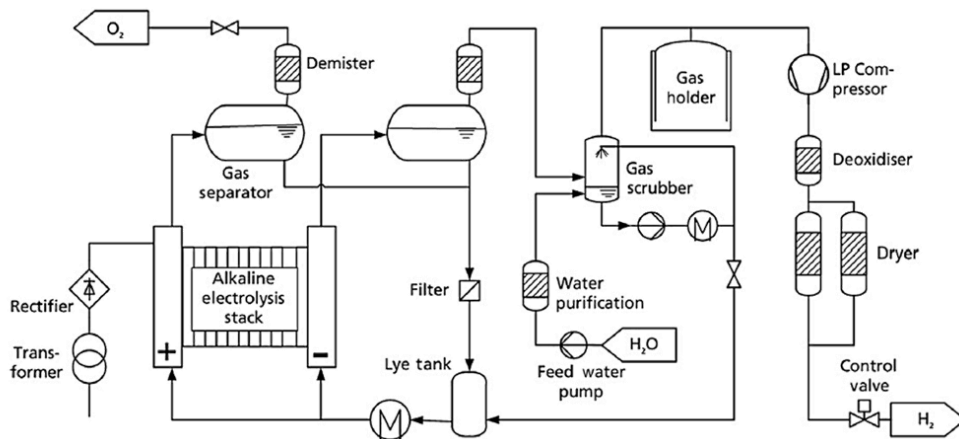 O₂
Demister
Gas
separator
Gas
holder
LP Com-
pressor
Deoxidiser
Gas
scrubber
Dryer
Alkaline
electrolysis
stack
+
-
Rectifier
Trans-
former
Filter
Water
purification
Lye tank
H₂O
Feed water
pump
M
M
Control
valve
H₂